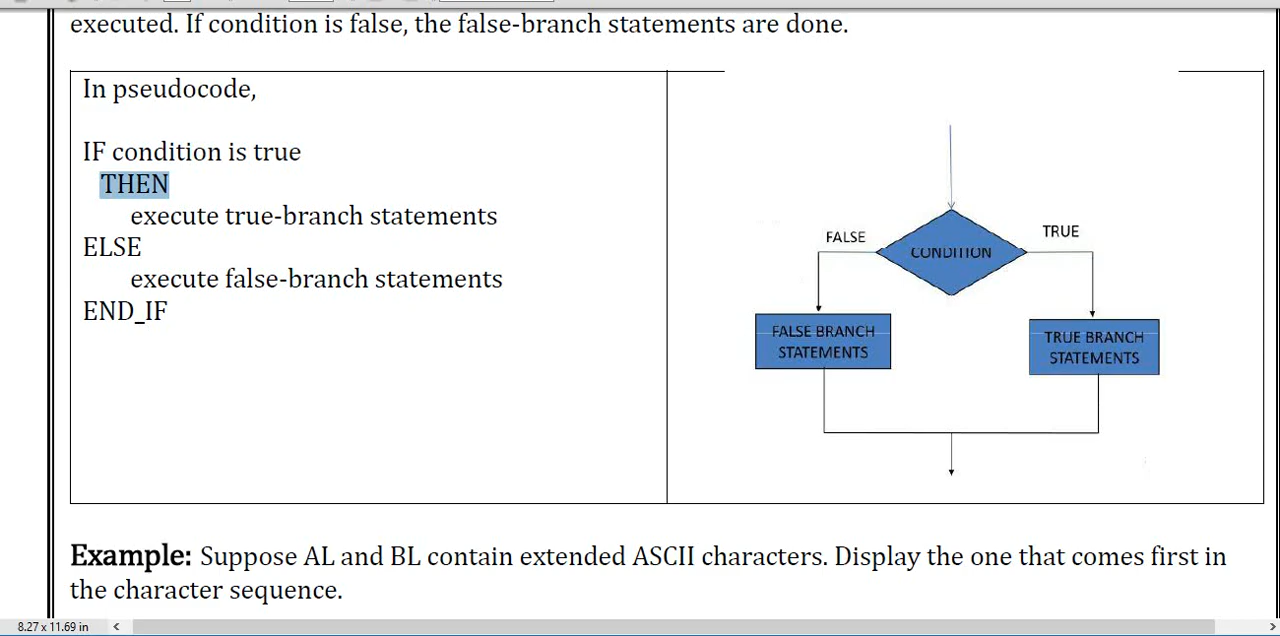 executed. If condition is false, the false-branch statements are done.
In pseudocode,
IF condition is true
THEN
execute true-branch statements
ELSE
execute false-branch statements
END_IF
FALSE
CONDITION
TRUE
FALSE BRANCH
STATEMENTS
TRUE BRANCH
STATEMENTS
Example: Suppose AL and BL contain extended ASCII characters. Display the one that comes first in
the character sequence.
8.27 x 11.69 in